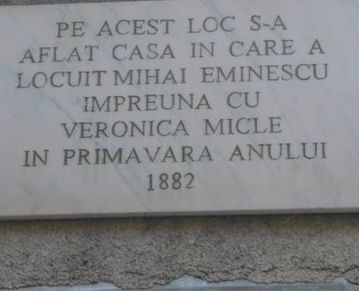 PE ACEST LOC S-A
AFLAT CASA IN CARE A
LOCUIT MIHAI EMINESCU
IMPREUNA CU
VERONICA MICLE
IN PRIMAVARA ANULUI
1882